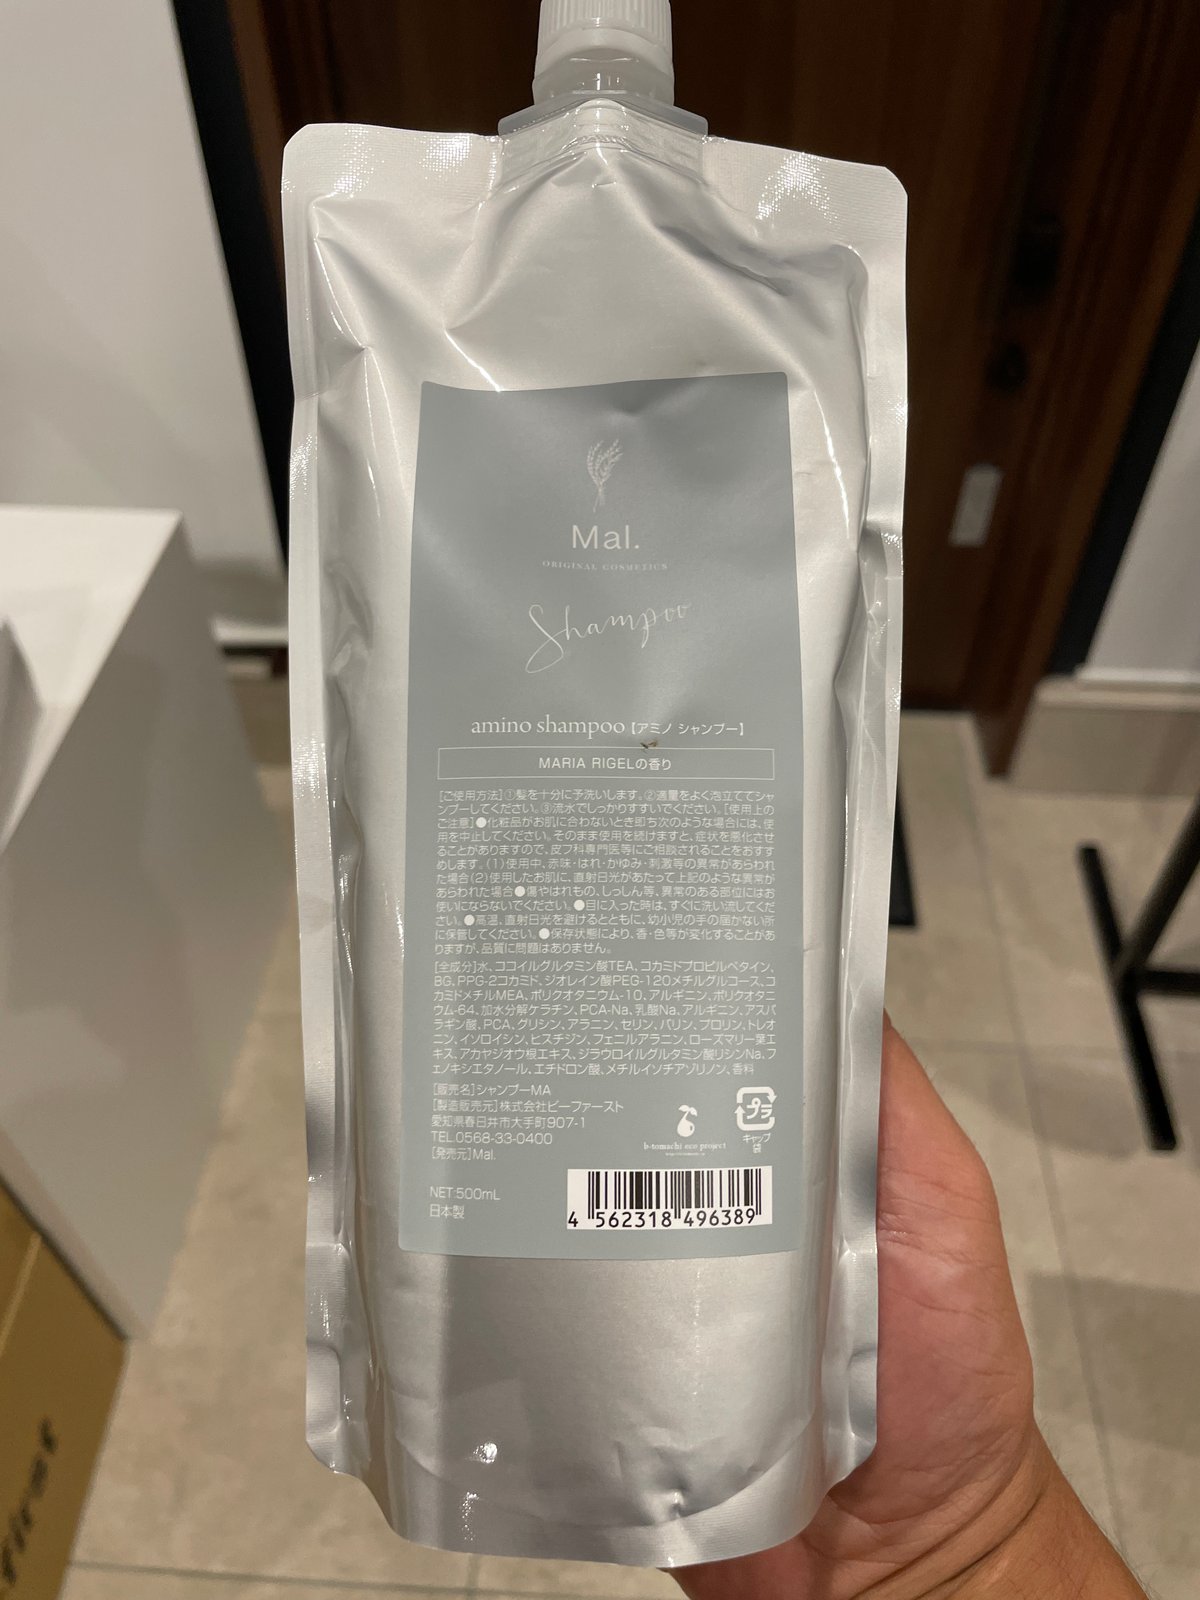 Mal.
ORIGINAL COSMETICS
Shampoo
amino shampoo【アミノ シャンプー】
MARIA RIGELの香り
[ご使用方法]①髪を十分に予洗いします。②適量をよく泡立ててシャ
ンプーしてください。③流水でしっかりすすいでください。[使用上の
ご注意]●化粧品がお肌に合わないとき即ち次のような場合には、使
用を中止してください。そのまま使用を続けますと、症状を悪化させ
ることがありますので、皮フ科専門医等にご相談されることをおすす
めします。(1)使用中、赤味・はれ・かゆみ・刺激等の異常があらわれ
た場合(2)使用したお肌に、直射日光があたって上記のような異常が
あらわれた場合●傷やはれもの、しっしん等、異常のある部位にはお
使いにならないでください。●目に入った時は、すぐに洗い流してくだ
さい。●高温、直射日光を避けるとともに、幼小児の手の届かない所
に保管してください。●保存状態により、香・色等が変化することがあ
りますが、品質に問題はありません。
[全成分]水、ココイルグルタミン酸TEA、コカミドプロピルベタイン、
BG、PPG-2コカミド、ジオレイン酸PEG-120メチルグルコース、コ
カミドメチルMEA、ポリクオタニウム-10、アルギニン、ポリクオタニ
ウム-64、加水分解ケラチン、PCA-Na、乳酸Na、アルギニン、アスパ
ラギン酸、PCA、グリシン、アラニン、セリン、バリン、プロリン、トレオ
ニン、イソロイシン、ヒスチジン、フェニルアラニン、ローズマリー葉エ
キス、アカヤジオウ根エキス、ジラウロイルグルタミン酸リシンNa、フ
ェノキシエタノール、エチドロン酸、メチルイソチアゾリノン、香料
[販売名]シャンプーMA
[製造販売元]株式会社ビーファースト
愛知県春日井市大手町907-1
TEL.0568-33-0400
[発売元]Mal.
b-tomachi eco project
プラ
キャップ
袋
NET:500mL
日本製
4 562318 496389